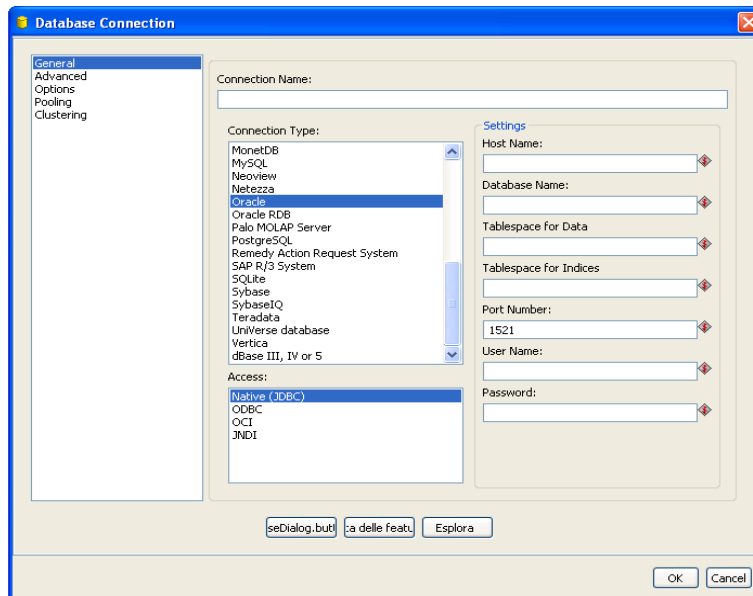 Database Connection
General
Advanced
Options
Pooling
Clustering
Connection Name:
Connection Type:
MonetDB
MySQL
Neoview
Netezza
Oracle
Oracle RDB
Palo MOLAP Server
PostgreSQL
Remedy Action Request System
SAP R/3 System
SQLite
Sybase
SybaseIQ
Teradata
UniVerse database
Vertica
dBase III, IV or 5
Access:
Native (JDBC)
ODBC
OCI
JNDI
Settings
Host Name:
Database Name:
Tablespace for Data
Tablespace for Indices
Port Number:
1521
User Name:
Password:
seDialog.but
ca delle featu
Esplora
OK
Cancel